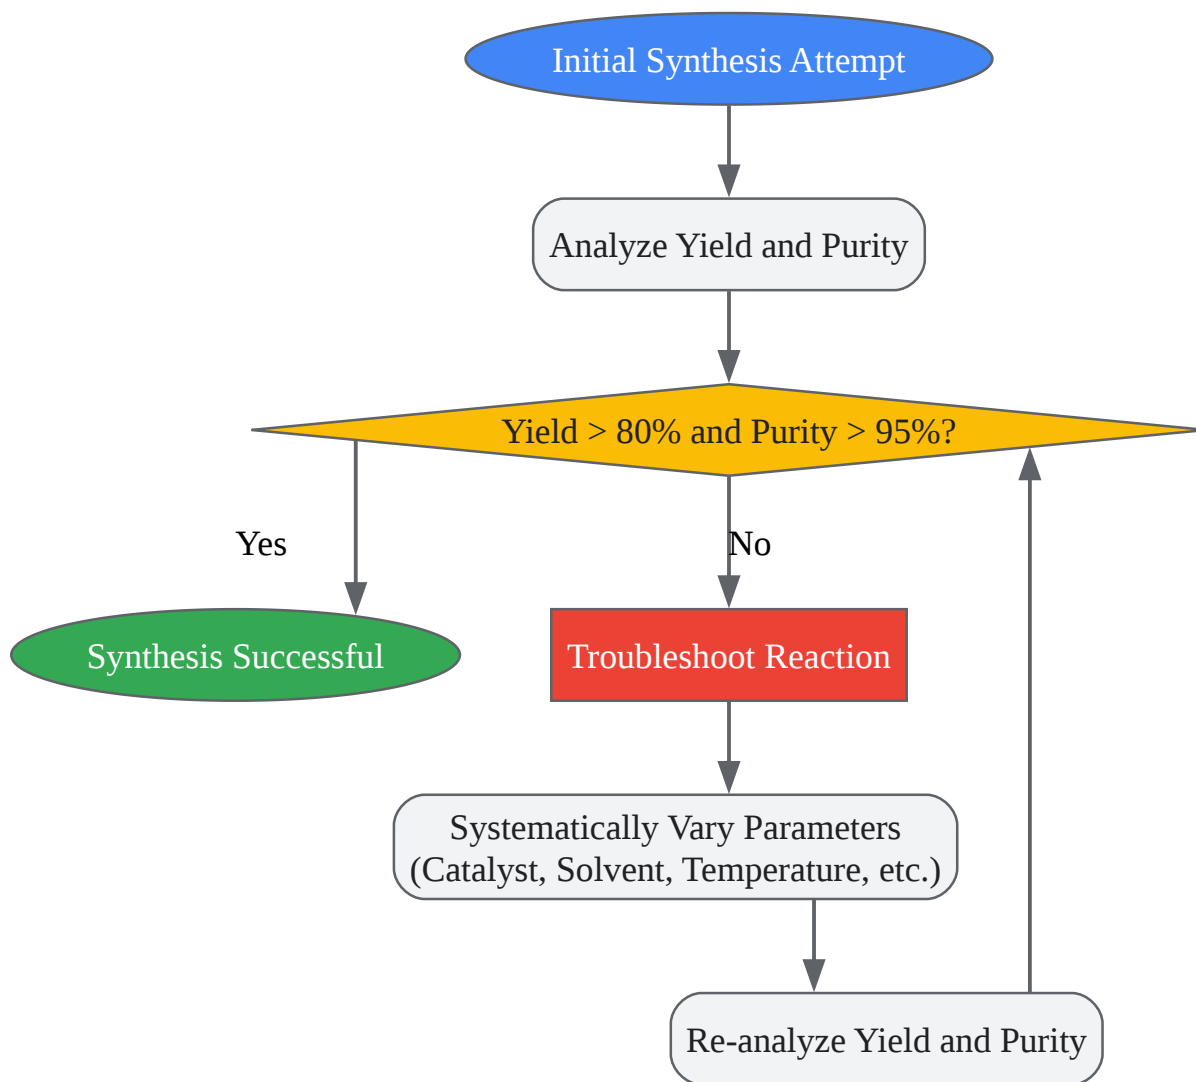 Initial Synthesis Attempt
Analyze Yield and Purity
Yield > 80% and Purity > 95%?
Yes
No
Synthesis Successful
Troubleshoot Reaction
Systematically Vary Parameters
(Catalyst, Solvent, Temperature, etc.)
Re-analyze Yield and Purity